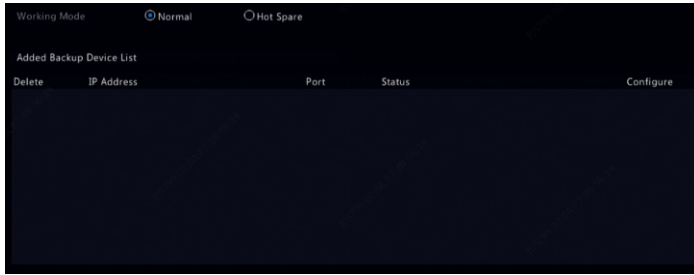 Working Mode Normal Hot Spare
Added Backup Device List
Delete IP Address Port Status Configure